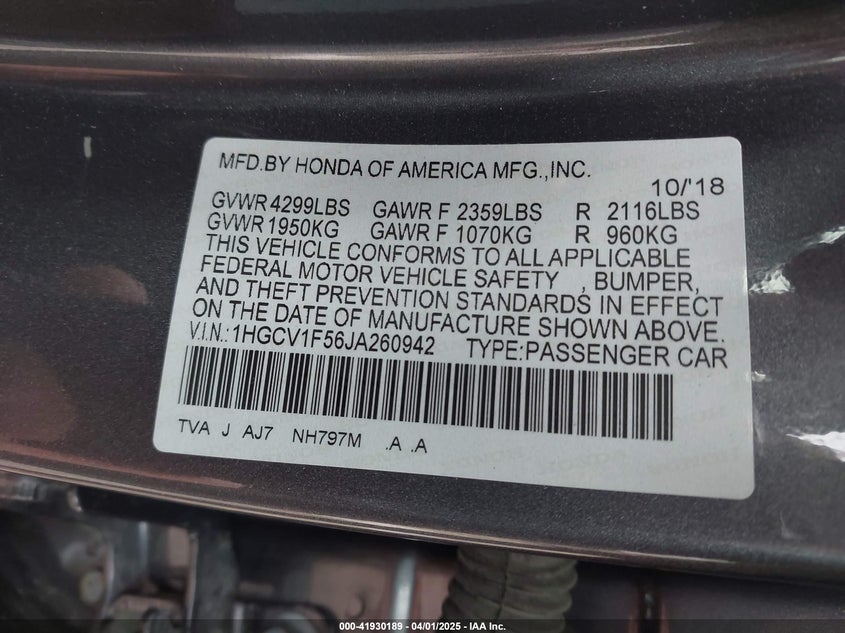 MFD.BY HONDA OF AMERICA MFG.,INC.
10/'18
GVWR 4299LBS GAWR F 2359LBS R 2116LBS
GVWR 1950KG GAWR F 1070KG R 960KG
THIS VEHICLE CONFORMS TO ALL APPLICABLE
FEDERAL MOTOR VEHICLE SAFETY , BUMPER,
AND THEFT PREVENTION STANDARDS IN EFFECT
ON THE DATE OF MANUFACTURE SHOWN ABOVE.
V.I.N.:1HGCV1F56JA260942 TYPE:PASSENGER CAR
TVA J AJ7 NH797M .A .A
000-41930189 - 04/01/2025 - IAA Inc.